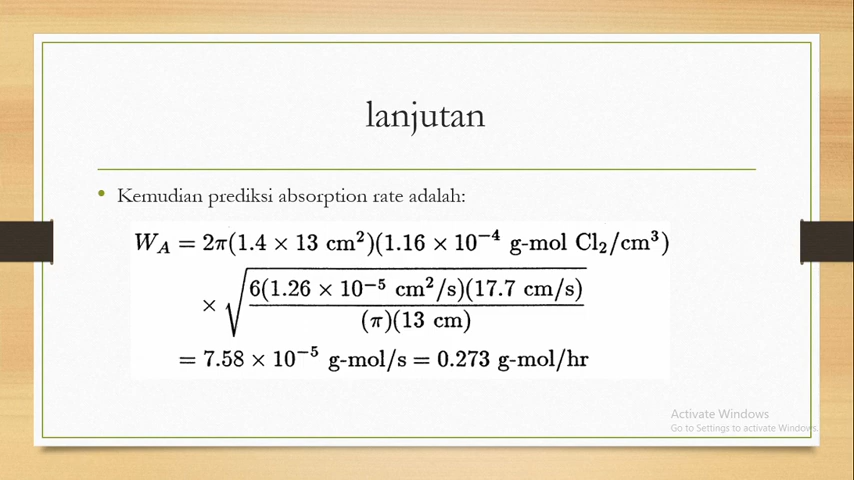 lanjutan
• Kemudian prediksi absorption rate adalah:
W_A = 2π(1.4 × 13 cm²)(1.16 × 10⁻⁴ g-mol Cl₂/cm³)
× √(6(1.26 × 10⁻⁵ cm²/s)(17.7 cm/s) / (π)(13 cm))
= 7.58 × 10⁻⁵ g-mol/s = 0.273 g-mol/hr
Activate Windows
Go to Settings to activate Windows.